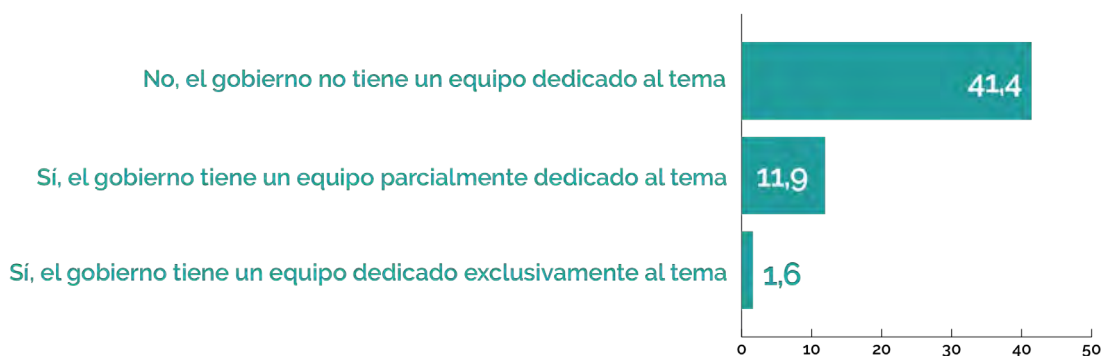 No, el gobierno no tiene un equipo dedicado al tema 41,4
Sí, el gobierno tiene un equipo parcialmente dedicado al tema 11,9
Sí, el gobierno tiene un equipo dedicado exclusivamente al tema 1,6
0 10 20 30 40 50